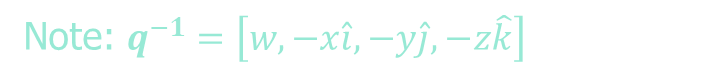 Note: q⁻¹ = [w, −xî, −yĵ, −zk̂]